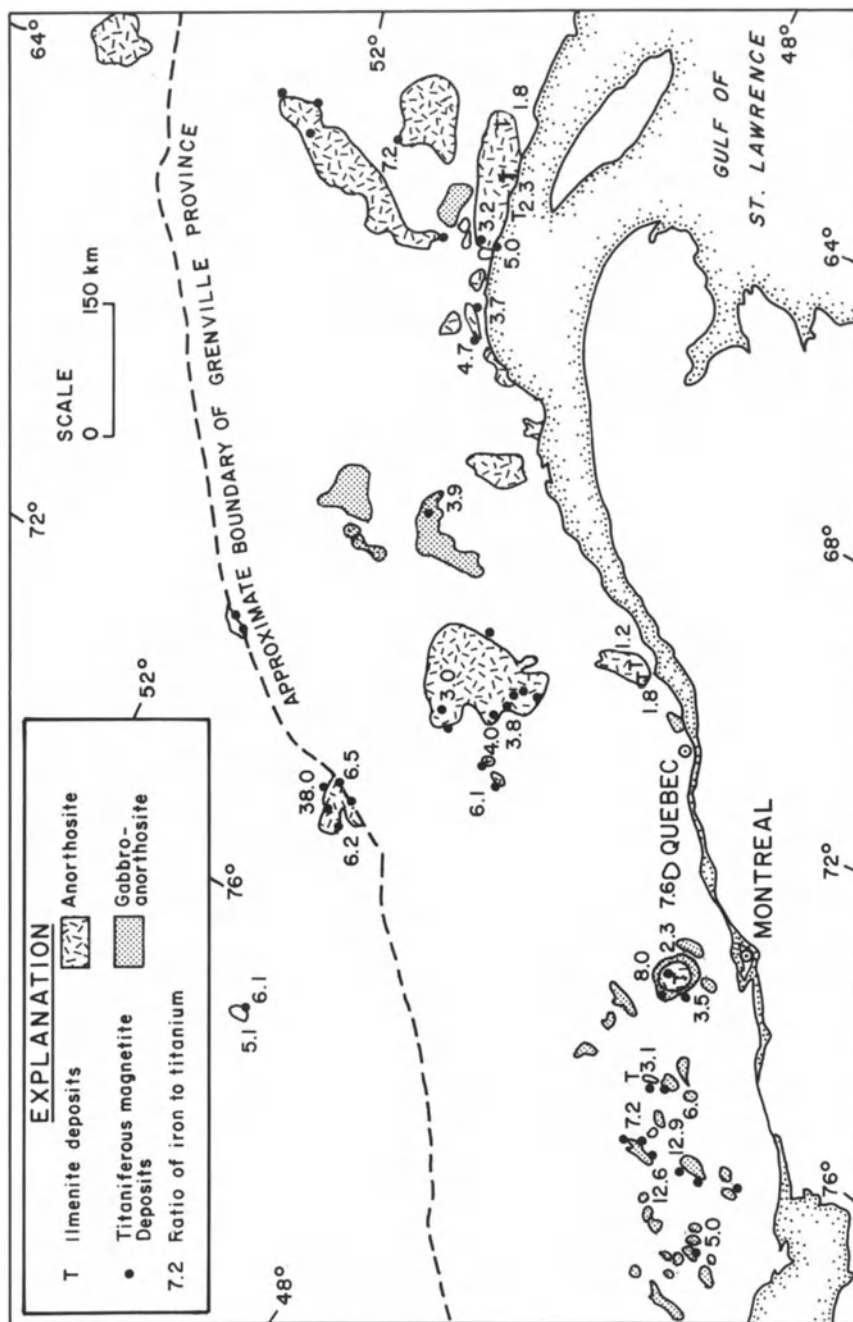 EXPLANATION
T Ilmenite deposits
Anorthosite
● Titaniferous magnetite Deposits
Gabbro-anorthosite
7.2 Ratio of iron to titanium
SCALE
0 150 km
APPROXIMATE BOUNDARY OF GRENVILLE PROVINCE
64°
72°
52°
76°
48°
52°
48°
64°
68°
72°
76°
GULF OF
ST. LAWRENCE
QUEBEC
MONTREAL
5.1
6.1
38.0
6.5
6.2
7.2
1.8
3.2
T 2.3
5.0
3.7
4.7
3.9
3.0
4.0
3.8
6.1
1.2
T T
1.8
7.6
2.3
8.0
3.5
T
3.1
7.2
6.0
12.9
12.6
5.0